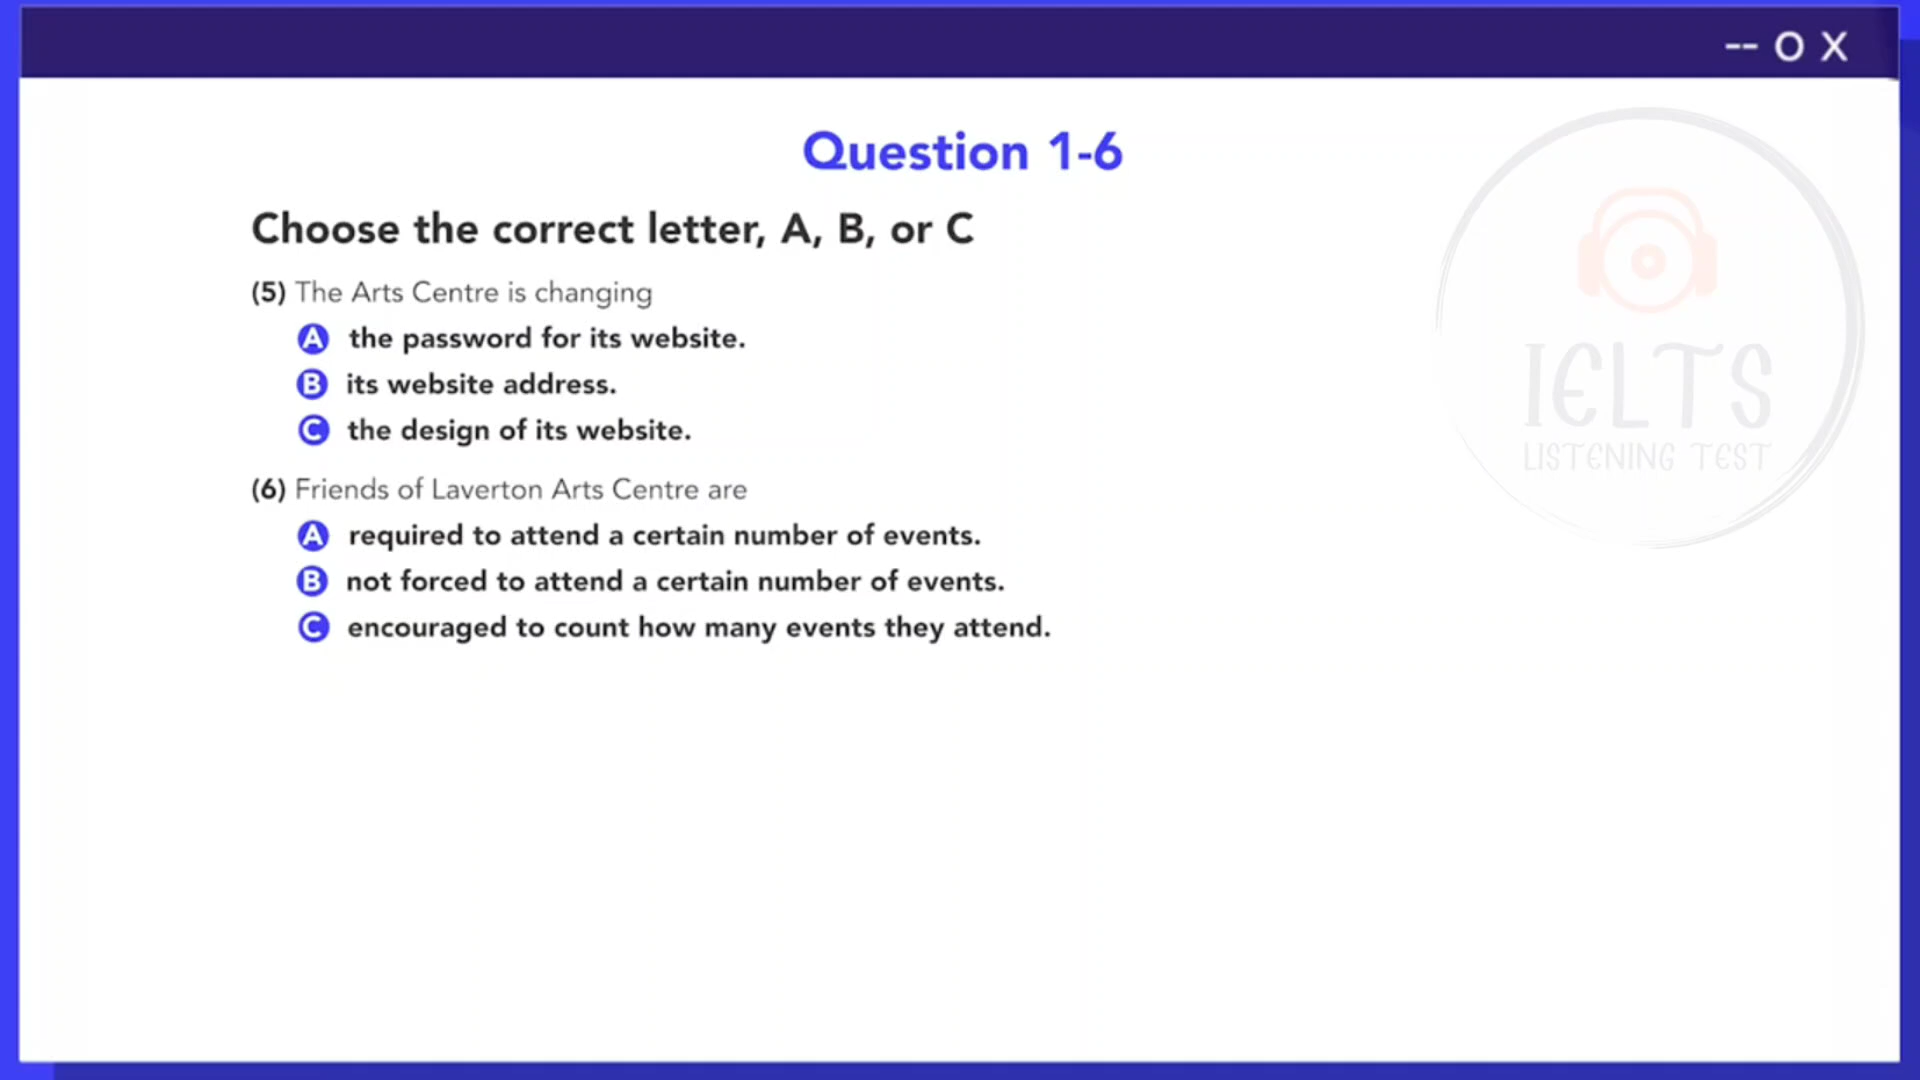 -- O X
Question 1-6
Choose the correct letter, A, B, or C
(5) The Arts Centre is changing
A the password for its website.
B its website address.
C the design of its website.
(6) Friends of Laverton Arts Centre are
A required to attend a certain number of events.
B not forced to attend a certain number of events.
C encouraged to count how many events they attend.
IELTS
LISTENING TEST